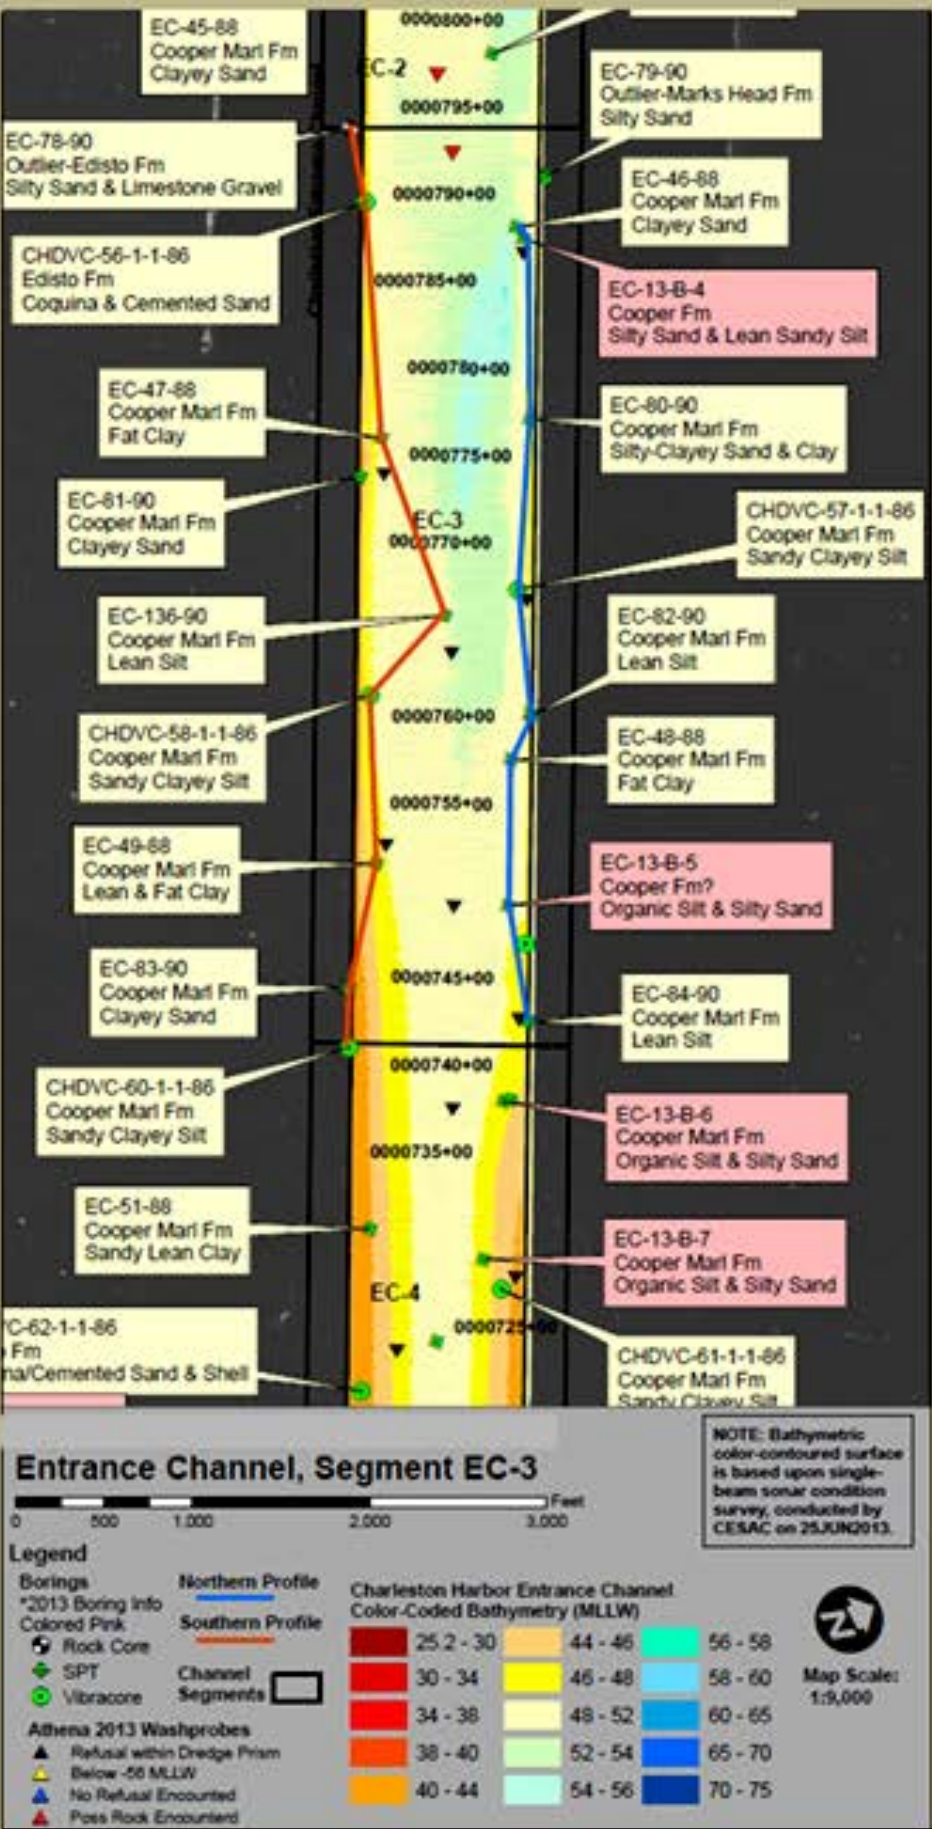 0000800+00
EC-45-88
Cooper Marl Fm
Clayey Sand
EC-2
0000795+00
EC-79-90
Outlier-Marks Head Fm
Silty Sand
EC-78-90
Outlier-Edisto Fm
Silty Sand & Limestone Gravel
0000790+00
EC-46-88
Cooper Marl Fm
Clayey Sand
CHDVC-56-1-1-86
Edisto Fm
Coquina & Cemented Sand
0000785+00
EC-13-B-4
Cooper Fm
Silty Sand & Lean Sandy Silt
0000780+00
EC-47-88
Cooper Marl Fm
Fat Clay
EC-80-90
Cooper Marl Fm
Silty-Clayey Sand & Clay
0000775+00
EC-81-90
Cooper Marl Fm
Clayey Sand
EC-3
0000770+00
CHDVC-57-1-1-86
Cooper Marl Fm
Sandy Clayey Silt
EC-136-90
Cooper Marl Fm
Lean Silt
EC-82-90
Cooper Marl Fm
Lean Silt
0000760+00
CHDVC-58-1-1-86
Cooper Marl Fm
Sandy Clayey Silt
EC-48-88
Cooper Marl Fm
Fat Clay
0000755+00
EC-49-88
Cooper Marl Fm
Lean & Fat Clay
EC-13-B-5
Cooper Fm?
Organic Silt & Silty Sand
EC-83-90
Cooper Marl Fm
Clayey Sand
0000745+00
EC-84-90
Cooper Marl Fm
Lean Silt
0000740+00
CHDVC-60-1-1-86
Cooper Marl Fm
Sandy Clayey Silt
EC-13-B-6
Cooper Marl Fm
Organic Silt & Silty Sand
0000735+00
EC-51-88
Cooper Marl Fm
Sandy Lean Clay
EC-13-B-7
Cooper Marl Fm
Organic Silt & Silty Sand
EC-4
0000725+00
C-62-1-1-86
Fm
na/Cemented Sand & Shell
CHDVC-61-1-1-86
Cooper Marl Fm
Sandy Clayey Silt
Entrance Channel, Segment EC-3
0 500 1,000 2,000 3,000 Feet
NOTE: Bathymetric
color-contoured surface
is based upon single-
beam sonar condition
survey, conducted by
CESAC on 25JUN2013.
Legend
Borings
*2013 Boring Info
Colored Pink
Rock Core
SPT
Vibracore
Northern Profile
Southern Profile
Channel
Segments
Athena 2013 Washprobes
Refusal within Dredge Prism
Below -56 MLLW
No Refusal Encounted
Poss Rock Encounterd
Charleston Harbor Entrance Channel
Color-Coded Bathymetry (MLLW)
25.2 - 30 44 - 46 56 - 58
30 - 34 46 - 48 58 - 60
34 - 38 48 - 52 60 - 65
38 - 40 52 - 54 65 - 70
40 - 44 54 - 56 70 - 75
Z
Map Scale:
1:9,000